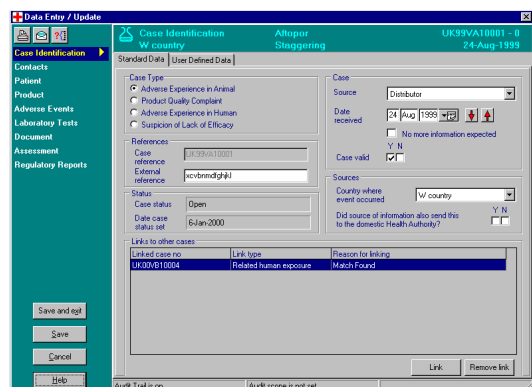 Data Entry / Update
Case Identification Altopor UK99VA10001 - 0
W country Staggering 24-Aug-1999
Case Identification
Contacts
Patient
Product
Adverse Events
Laboratory Tests
Document
Assessment
Regulatory Reports
Save and exit
Save
Cancel
Help
Standard Data User Defined Data
Case Type
Adverse Experience in Animal
Product Quality Complaint
Adverse Experience in Human
Suspicion of Lack of Efficacy
References
Case reference UK99VA10001
External reference xcvbnmdfghjkl
Status
Case status Open
Date case status set 6-Jan-2000
Case
Source Distributor
Date received 24 Aug 1999
No more information expected
Y N
Case valid
Sources
Country where event occurred W country
Y N
Did source of information also send this
to the domestic Health Authority?
Links to other cases
Linked case no Link type Reason for linking
UK00VB10004 Related human exposure Match Found
Link Remove link
Audit Trail is on Audit scope is not set